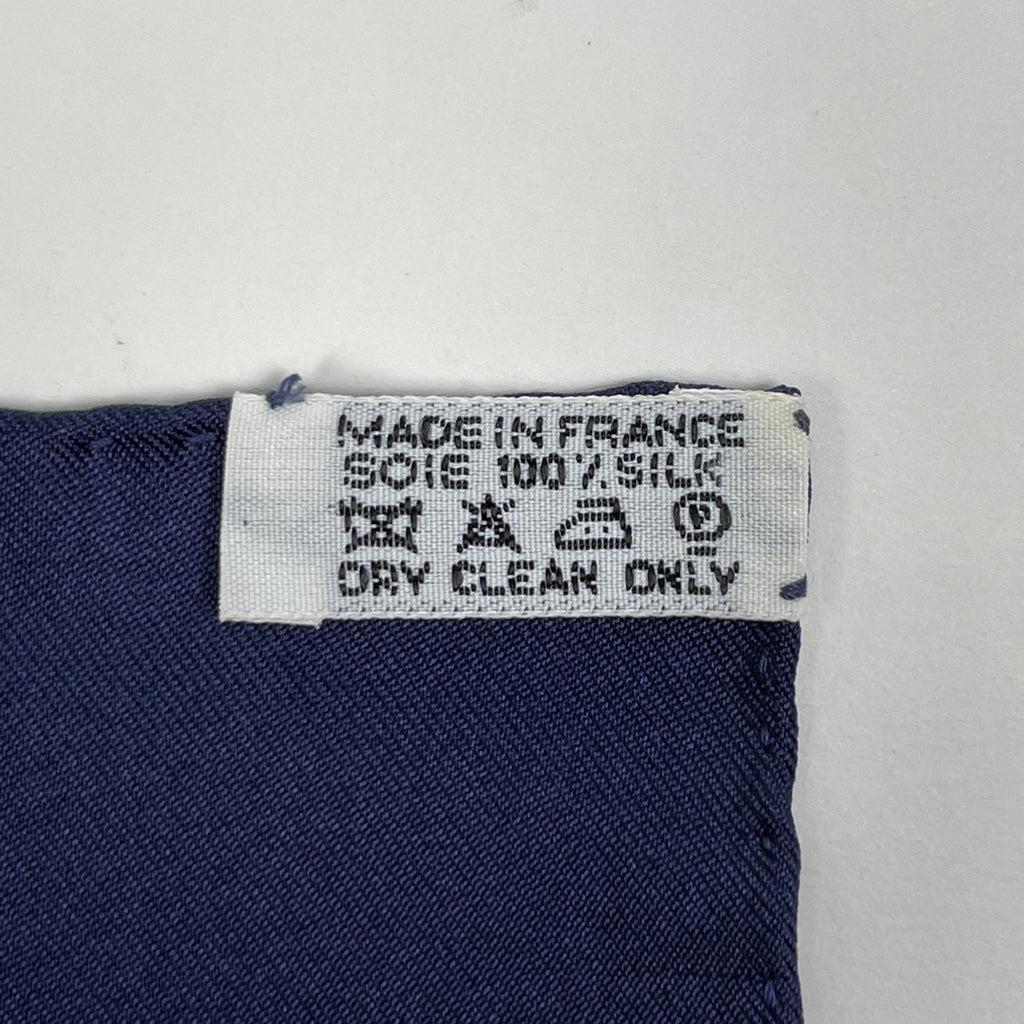 MADE IN FRANCE
SOIE 100% SILK
P
DRY CLEAN ONLY